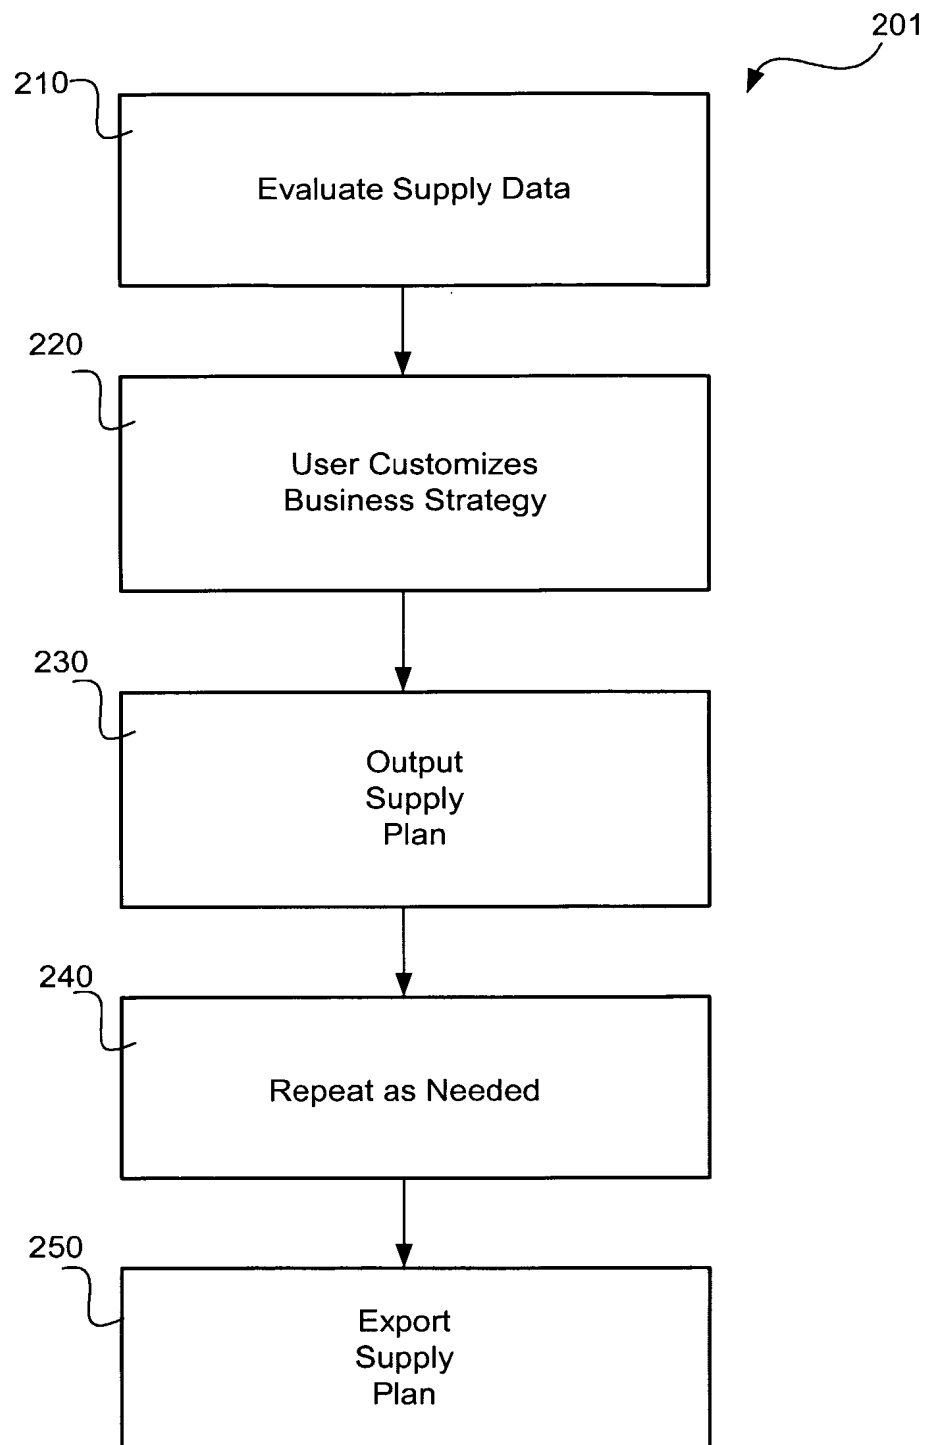 201
210
Evaluate Supply Data
220
User Customizes
Business Strategy
230
Output
Supply
Plan
240
Repeat as Needed
250
Export
Supply
Plan